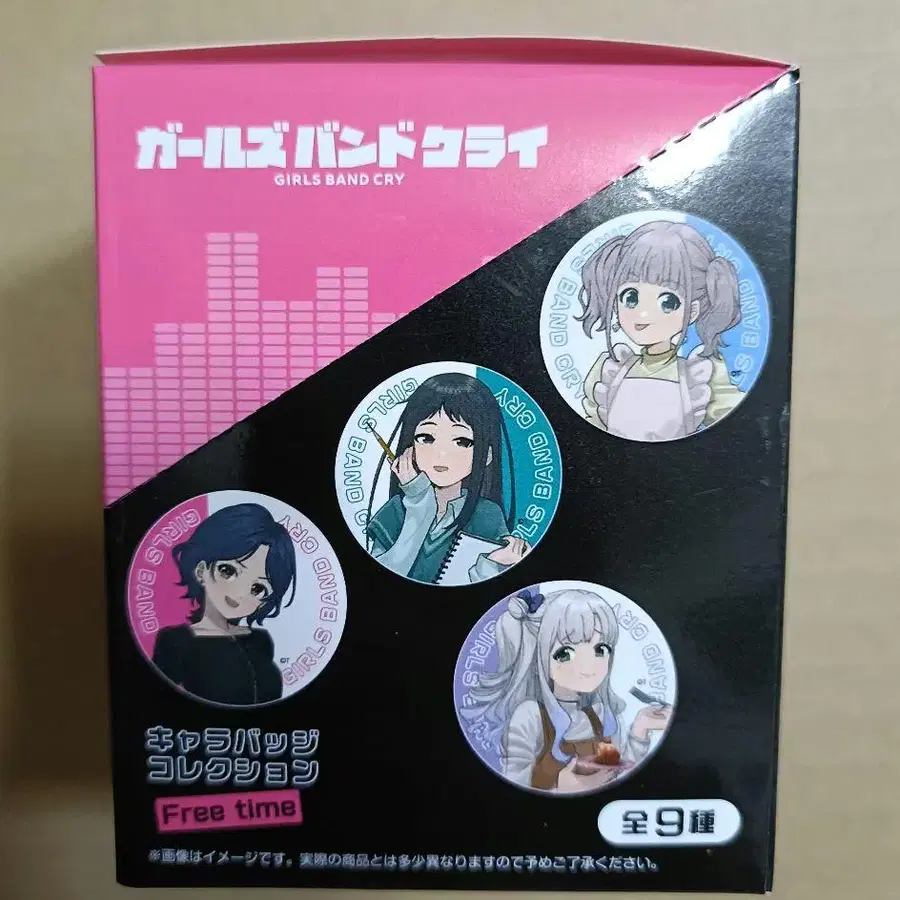 ガールズバンドクライ
GIRLS BAND CRY
GIRLS BAND CRY
GIRLS BAND
GIRLS BAND CRY
GIRLS BAND
GIRLS BAND CRY
GIRLS
BAND CRY
キャラバッジ
コレクション
Free time
全9種
※画像はイメージです。実際の商品とは多少異なりますので予めご了承ください。